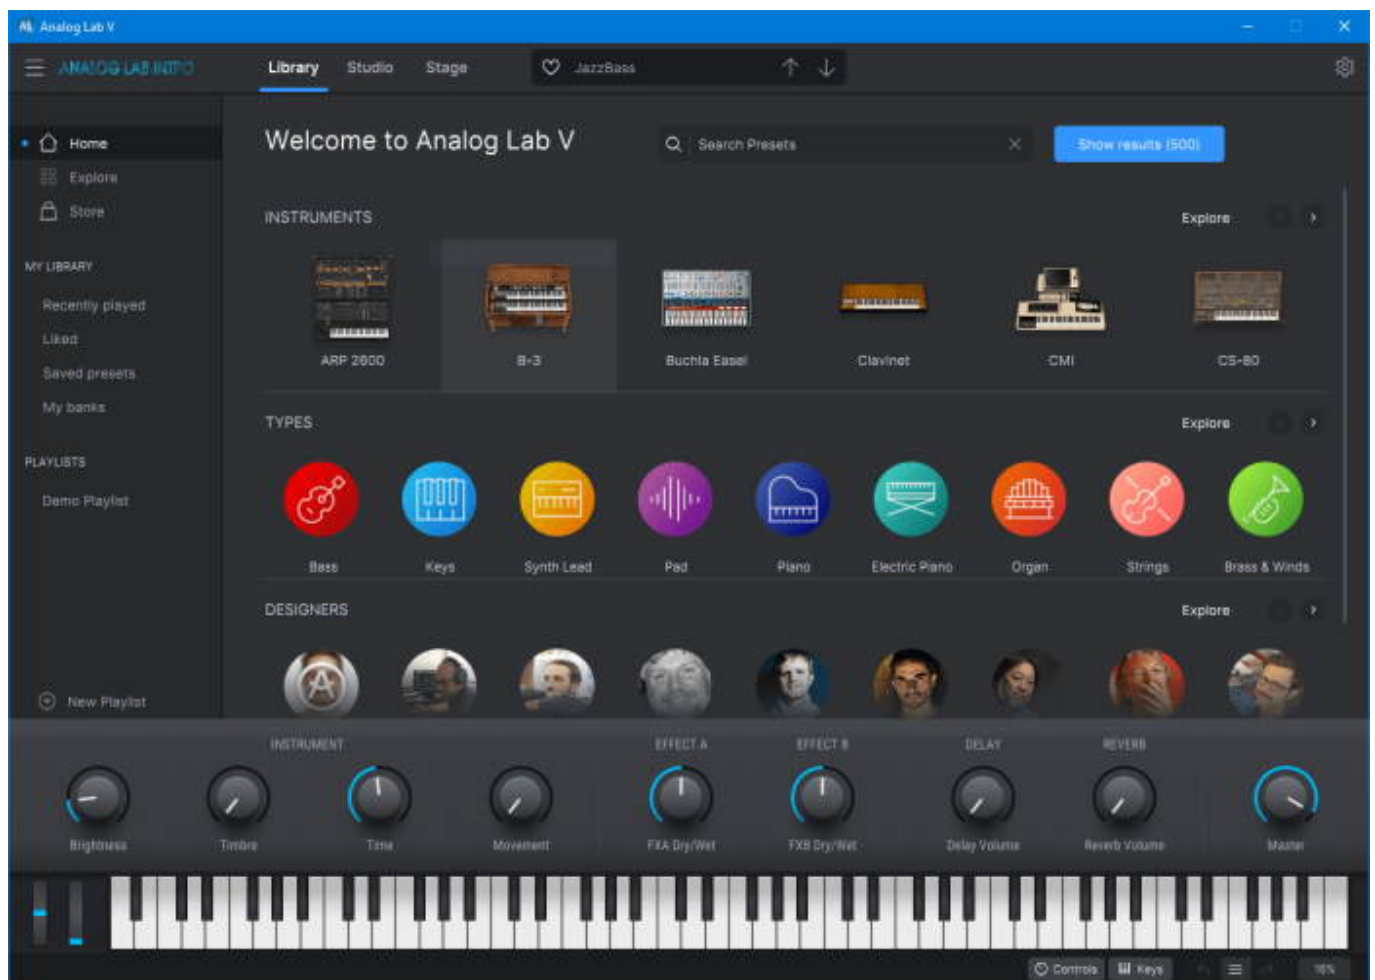 Analog Lab V
ANALOG LAB INTRO
Library Studio Stage JazzBass
Home
Explore
Store
MY LIBRARY
Recently played
Liked
Saved presets
My banks
PLAYLISTS
Demo Playlist
New Playlist
Welcome to Analog Lab V
Search Presets
Show results (500)
INSTRUMENTS Explore
ARP 2600 B-3 Buchla Easel Clavinet CMI CS-80
TYPES Explore
Bass Keys Synth Lead Pad Piano Electric Piano Organ Strings Brass & Winds
DESIGNERS Explore
INSTRUMENT EFFECT A EFFECT B DELAY REVERB
Brightness Timbre Time Movement FXA Dry/Wet FXB Dry/Wet Delay Volume Reverb Volume Master
Controls Keys